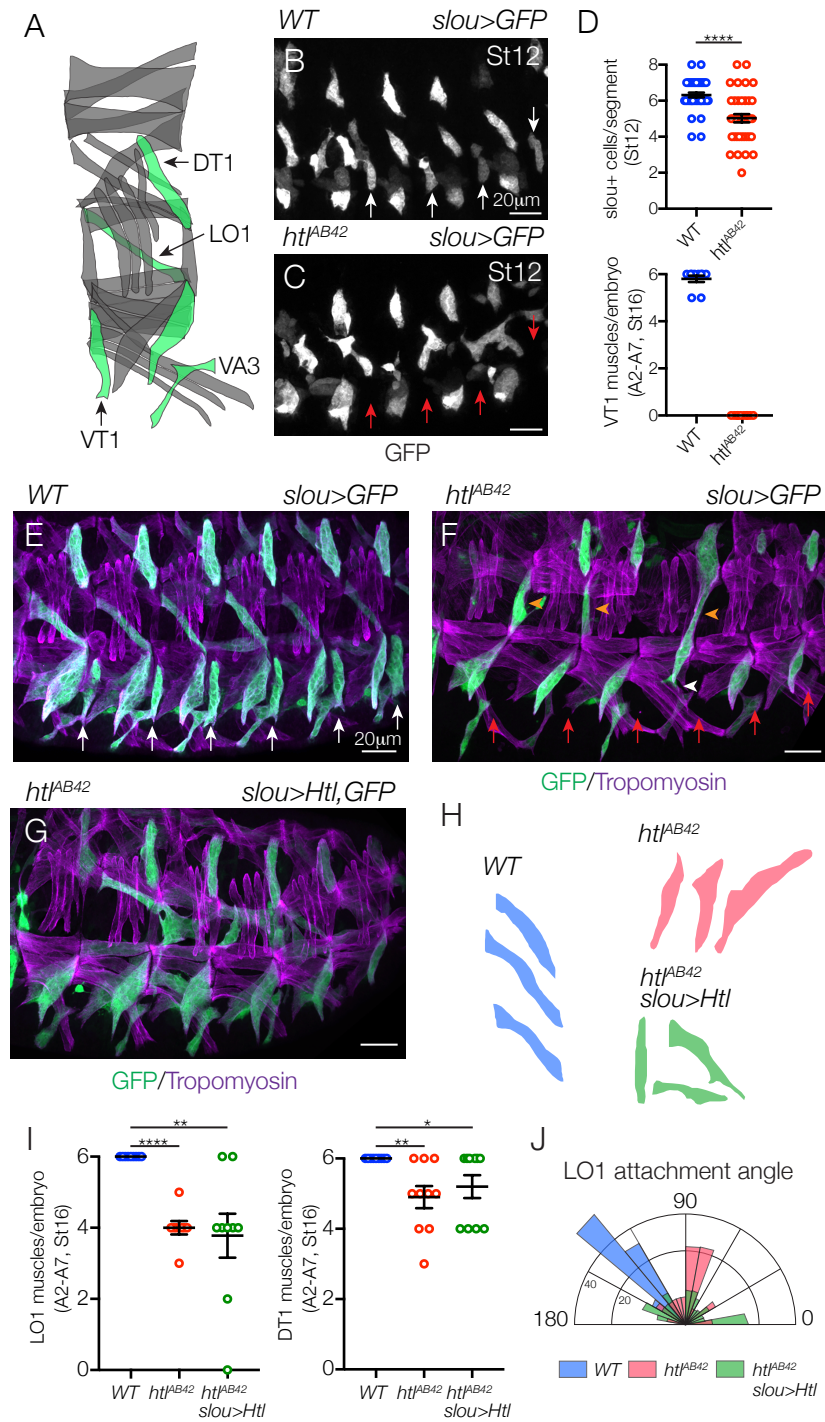 A
DT1
LO1
VA3
VT1
WT slou>GFP
B St12
20µm
htlAB42 slou>GFP
C St12
GFP
D
****
slou+ cells/segment
(St12)
8
6
4
2
0
WT
htlAB42
VT1 muscles/embryo
(A2-A7, St16)
6
4
2
0
WT
htlAB42
WT slou>GFP
E
20µm
htlAB42 slou>GFP
F
GFP/Tropomyosin
htlAB42 slou>Htl,GFP
G
GFP/Tropomyosin
H
WT
htlAB42
htlAB42
slou>Htl
I
**
****
LO1 muscles/embryo
(A2-A7, St16)
6
4
2
0
WT htlAB42 htlAB42
slou>Htl
*
**
DT1 muscles/embryo
(A2-A7, St16)
6
4
2
0
WT htlAB42 htlAB42
slou>Htl
J
LO1 attachment angle
90
40
20
180 0
WT htlAB42 htlAB42
slou>Htl